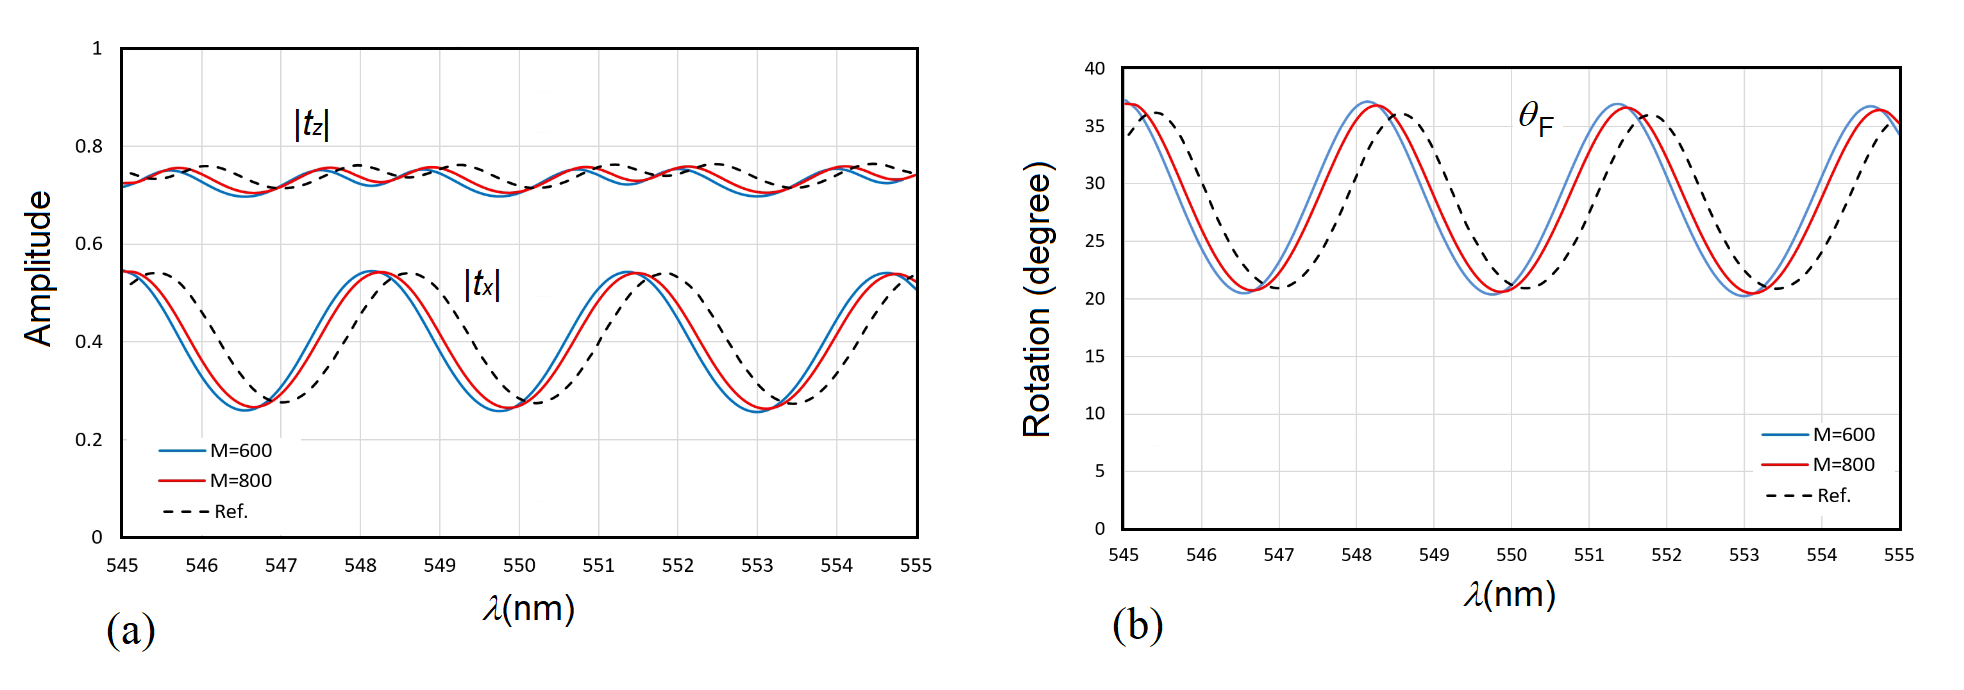 1
0.8
0.6
0.4
0.2
0
Amplitude
|tz|
|tx|
M=600
M=800
Ref.
545 546 547 548 549 550 551 552 553 554 555
λ(nm)
(a)
40
35
30
25
20
15
10
5
0
Rotation (degree)
θF
M=600
M=800
Ref.
545 546 547 548 549 550 551 552 553 554 555
λ(nm)
(b)